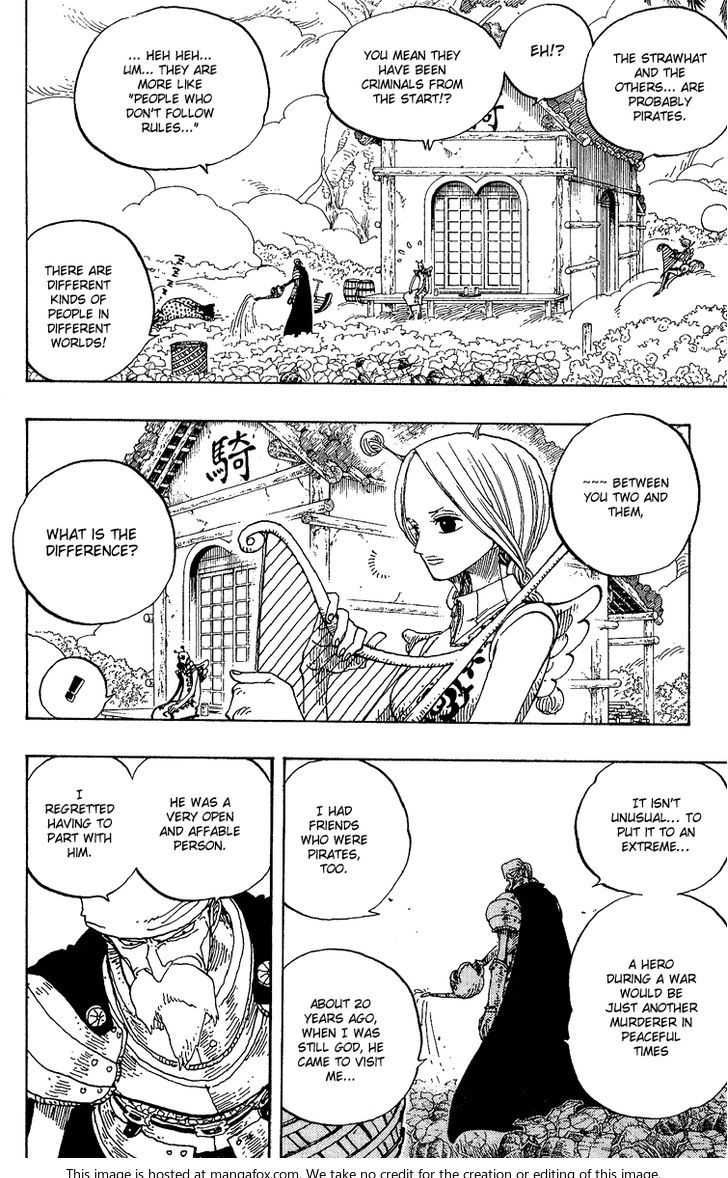 THE STRAWHAT
AND THE
OTHERS... ARE
PROBABLY
PIRATES.
EH!?
YOU MEAN THEY
HAVE BEEN
CRIMINALS FROM
THE START!?
... HEH HEH...
UM... THEY ARE
MORE LIKE
"PEOPLE WHO
DON'T FOLLOW
RULES..."
THERE ARE
DIFFERENT
KINDS OF
PEOPLE IN
DIFFERENT
WORLDS!
z z z z
~~~ BETWEEN
YOU TWO AND
THEM,
騎
WHAT IS THE
DIFFERENCE?
!!
IT ISN'T
UNUSUAL... TO
PUT IT TO AN
EXTREME...
A HERO
DURING A WAR
WOULD BE
JUST ANOTHER
MURDERER IN
PEACEFUL
TIMES
I HAD
FRIENDS
WHO WERE
PIRATES,
TOO.
ABOUT 20
YEARS AGO,
WHEN I WAS
STILL GOD, HE
CAME TO VISIT
ME...
HE WAS A
VERY OPEN
AND AFFABLE
PERSON.
I
REGRETTED
HAVING TO
PART WITH
HIM.
This image is hosted at mangafox.com. We take no credit for the creation or editing of this image.